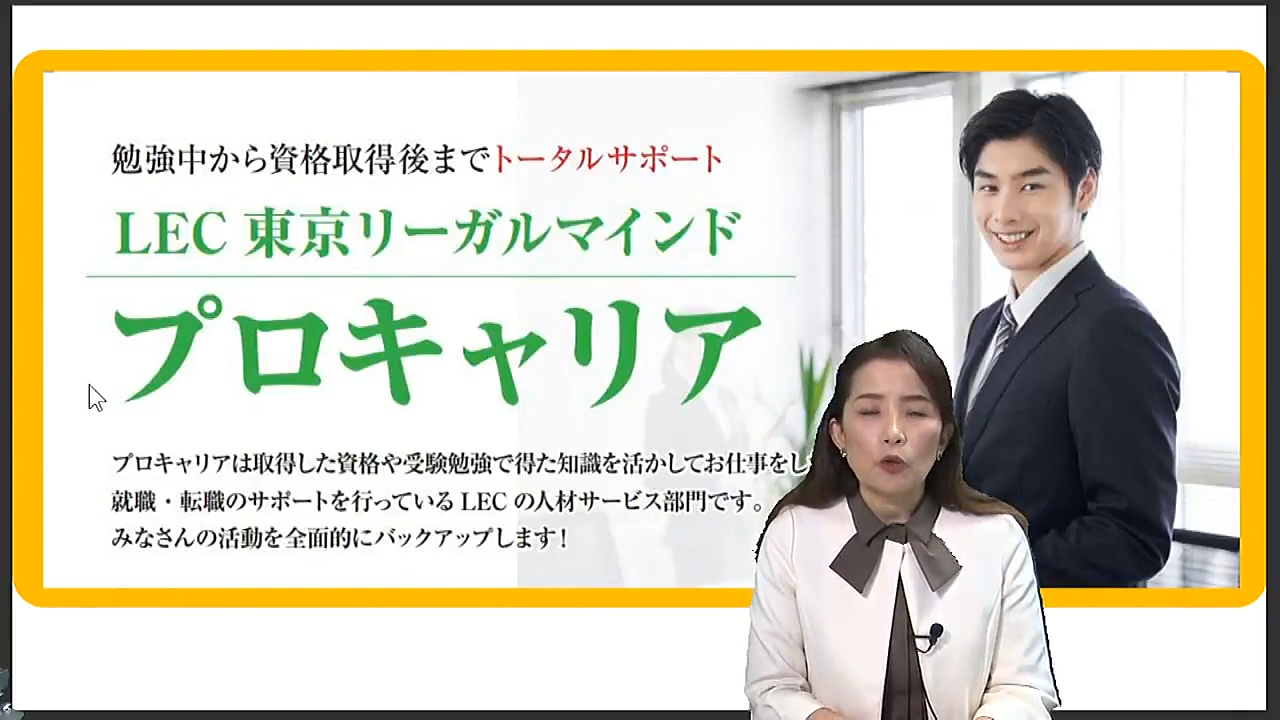 勉強中から資格取得後までトータルサポート
LEC 東京リーガルマインド
プロキャリア
プロキャリアは取得した資格や受験勉強で得た知識を活かしてお仕事をし
就職・転職のサポートを行っている LEC の人材サービス部門です。
みなさんの活動を全面的にバックアップします!